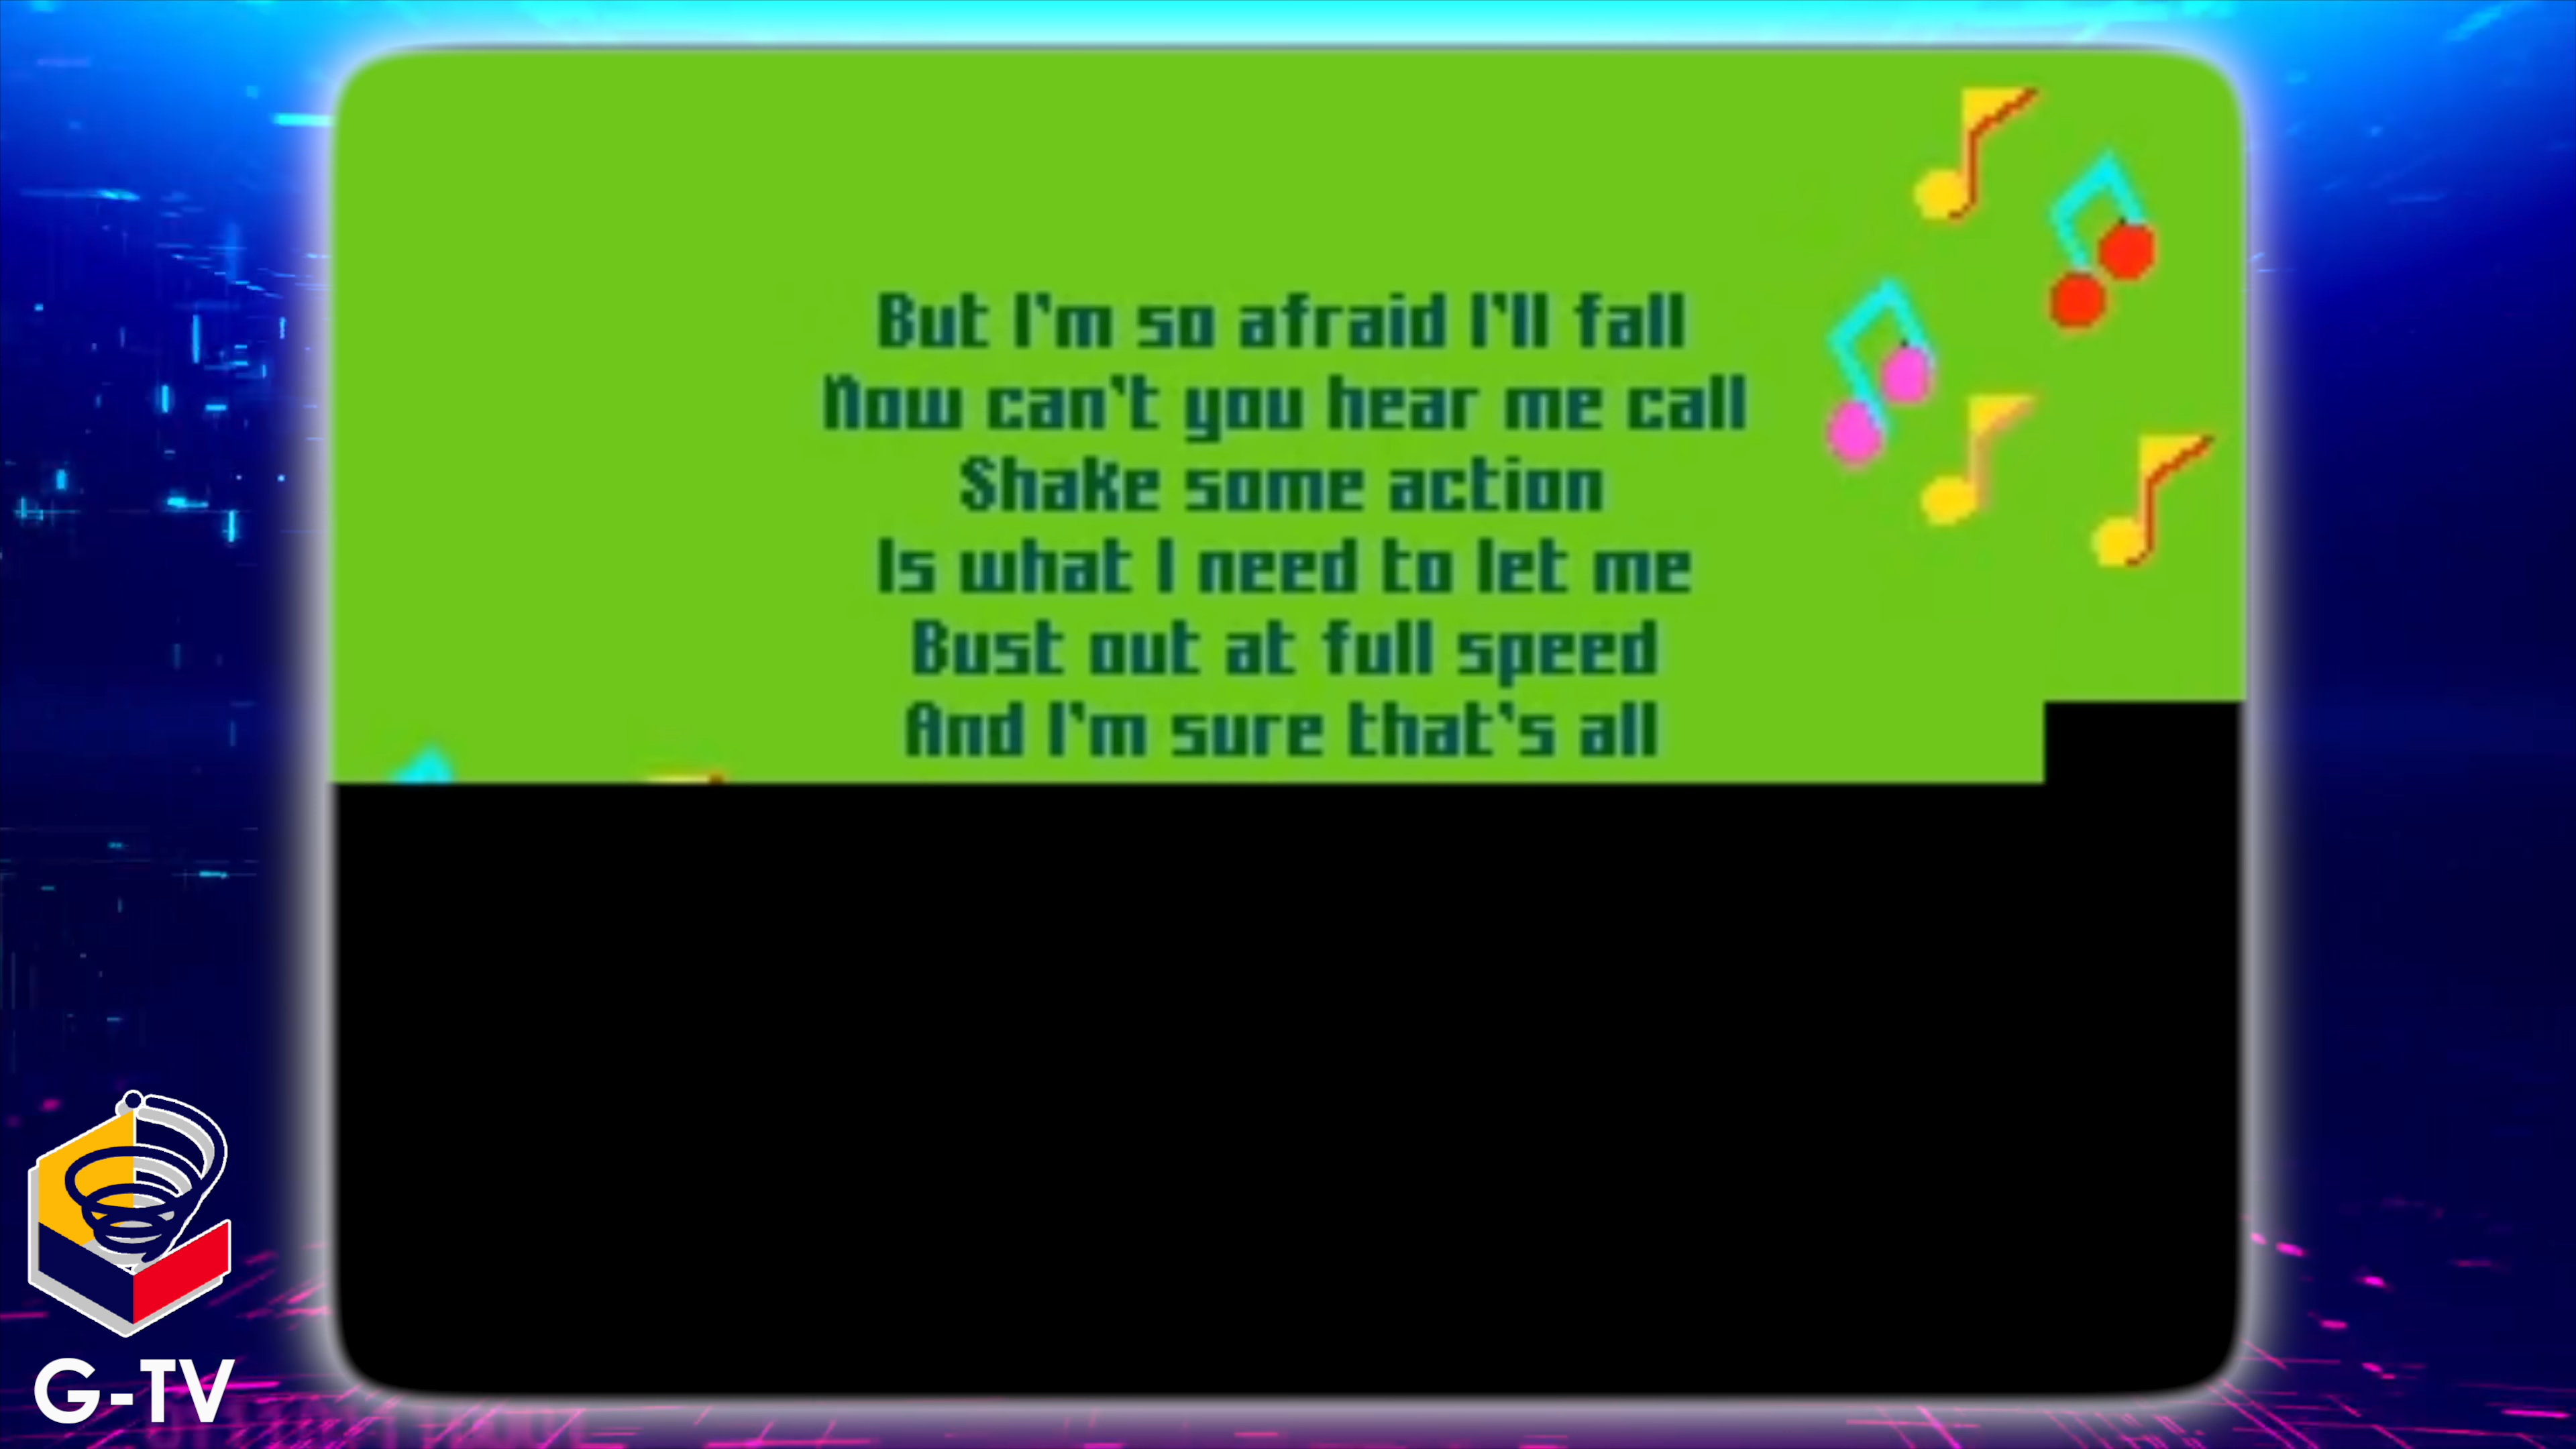 But I'm so afraid I'll fall
Now can't you hear me call
Shake some action
Is what I need to let me
Bust out at full speed
And I'm sure that's all
G-TV